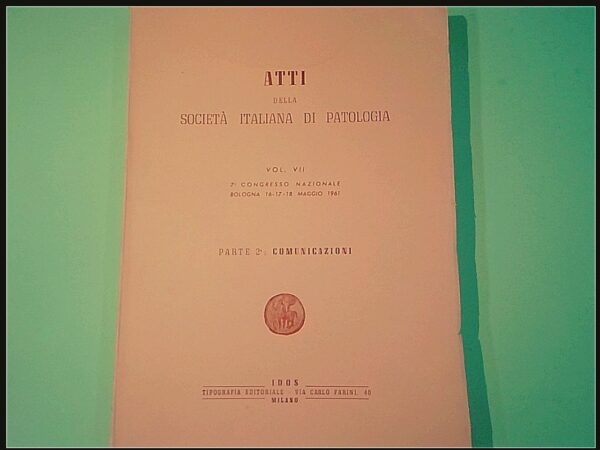 ATTI
DELLA
SOCIETÀ ITALIANA DI PATOLOGIA
VOL. VII
7° CONGRESSO NAZIONALE
BOLOGNA 16-17-18 MAGGIO 1961
PARTE 2ª: COMUNICAZIONI
IDOS
TIPOGRAFIA EDITORIALE - VIA CARLO FARINI, 40
MILANO